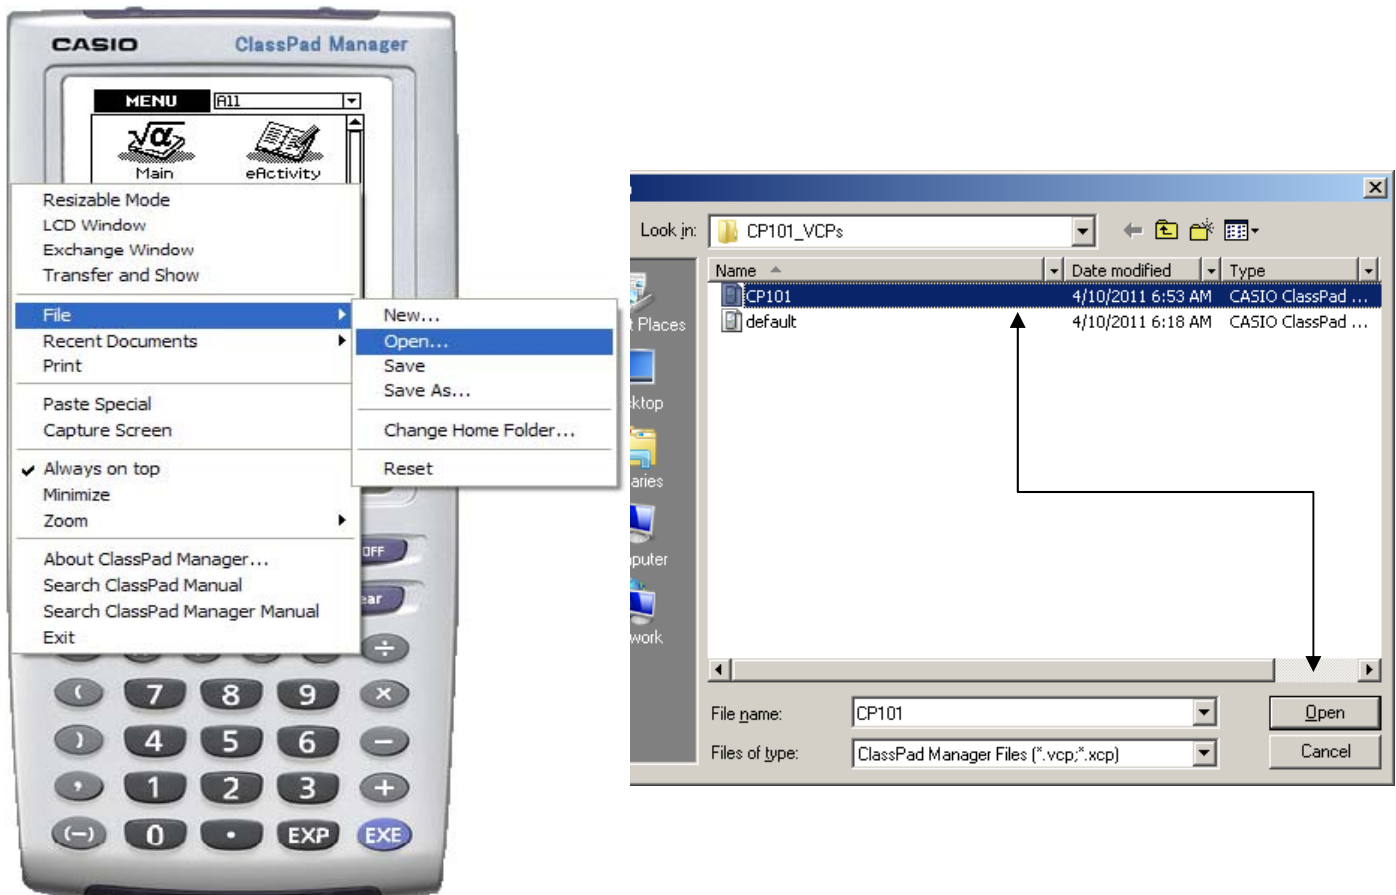 CASIO ClassPad Manager
MENU All
Main eActivity
Resizable Mode
LCD Window
Exchange Window
Transfer and Show
File
Recent Documents
Print
Paste Special
Capture Screen
Always on top
Minimize
Zoom
About ClassPad Manager...
Search ClassPad Manual
Search ClassPad Manager Manual
Exit
New...
Open...
Save
Save As...
Change Home Folder...
Reset
OFF
ear
÷
( 7 8 9 ×
) 4 5 6 −
, 1 2 3 +
(−) 0 . EXP EXE
Look in: CP101_VCPs
Name Date modified Type
CP101 4/10/2011 6:53 AM CASIO ClassPad ...
default 4/10/2011 6:18 AM CASIO ClassPad ...
t Places
ktop
aries
puter
work
File name: CP101 Open
Files of type: ClassPad Manager Files (*.vcp;*.xcp) Cancel